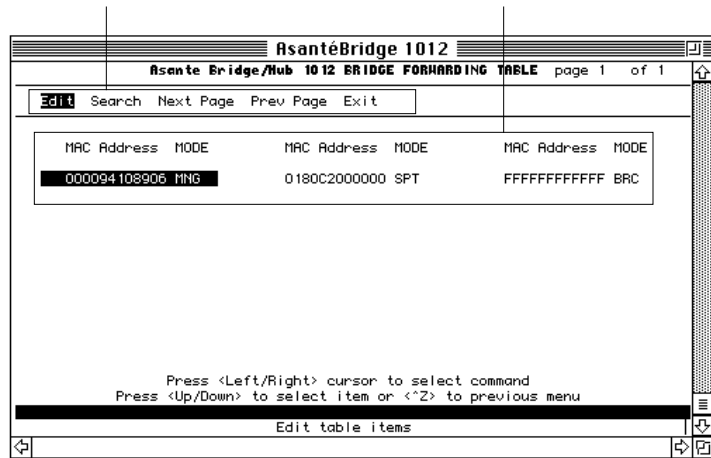 AsantéBridge 1012
Asante Bridge/Hub 1012 BRIDGE FORWARDING TABLE page 1 of 1
Edit Search Next Page Prev Page Exit
MAC Address MODE MAC Address MODE MAC Address MODE
000094108906 MNG 0180C2000000 SPT FFFFFFFFFFFF BRC
Press <Left/Right> cursor to select command
Press <Up/Down> to select item or <^Z> to previous menu
Edit table items